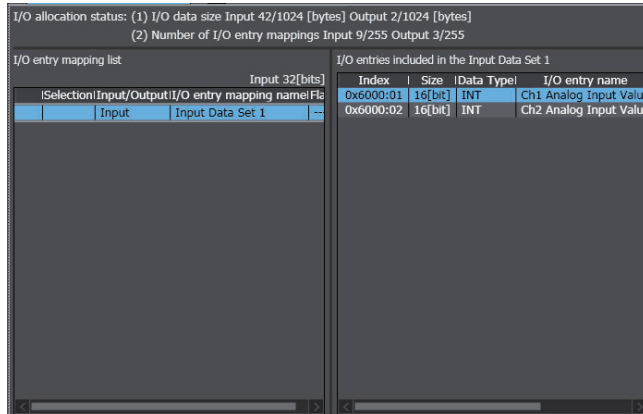 I/O allocation status: (1) I/O data size Input 42/1024 [bytes] Output 2/1024 [bytes]
(2) Number of I/O entry mappings Input 9/255 Output 3/255
I/O entry mapping list
Input 32[bits]
Selection Input/Output I/O entry mapping name Fla
Input Input Data Set 1 --
I/O entries included in the Input Data Set 1
Index Size Data Type I/O entry name
0x6000:01 16[bit] INT Ch1 Analog Input Valu
0x6000:02 16[bit] INT Ch2 Analog Input Valu